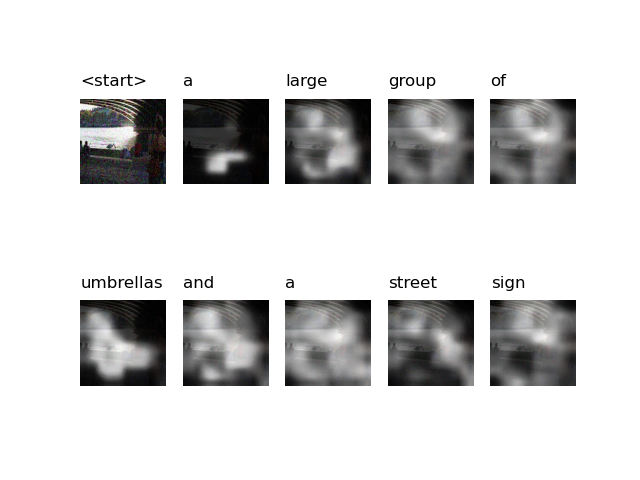 <start> a large group of
umbrellas and a street sign